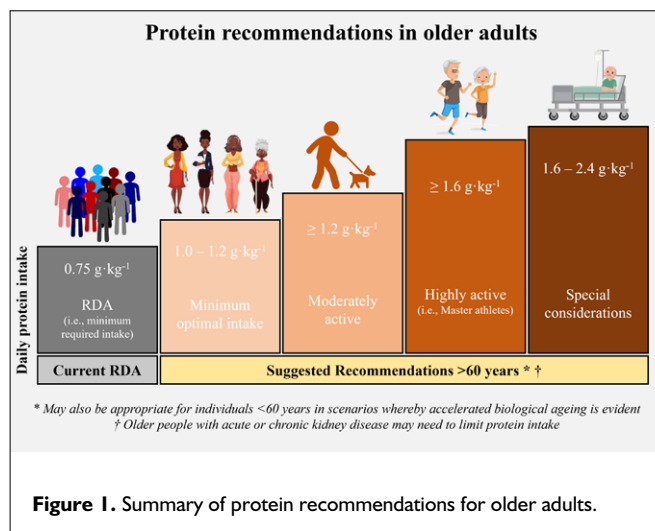 Protein recommendations in older adults
Daily protein intake
0.75 g·kg⁻¹
RDA
(i.e., minimum
required intake)
1.0 – 1.2 g·kg⁻¹
Minimum
optimal intake
≥ 1.2 g·kg⁻¹
Moderately
active
≥ 1.6 g·kg⁻¹
Highly active
(i.e., Master athletes)
1.6 – 2.4 g·kg⁻¹
Special
considerations
Current RDA
Suggested Recommendations >60 years * †
* May also be appropriate for individuals <60 years in scenarios whereby accelerated biological ageing is evident
† Older people with acute or chronic kidney disease may need to limit protein intake
Figure 1. Summary of protein recommendations for older adults.